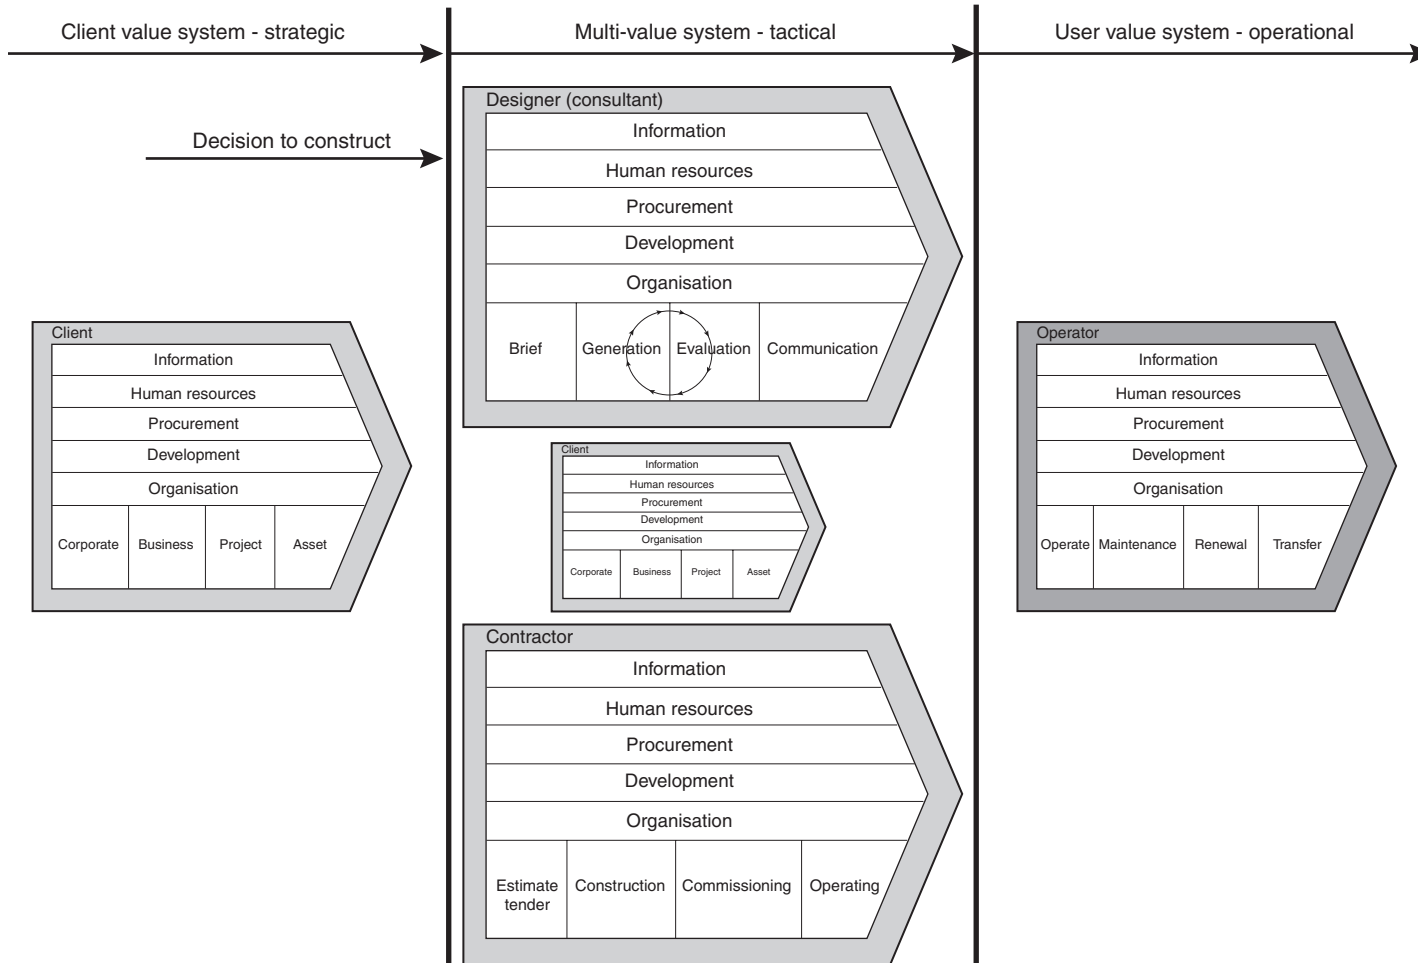 Client value system - strategic
Multi-value system - tactical
User value system - operational
Decision to construct
Designer (consultant)
Information
Human resources
Procurement
Development
Organisation
Brief
Generation
Evaluation
Communication
Client
Information
Human resources
Procurement
Development
Organisation
Corporate
Business
Project
Asset
Client
Information
Human resources
Procurement
Development
Organisation
Corporate
Business
Project
Asset
Contractor
Information
Human resources
Procurement
Development
Organisation
Estimate
tender
Construction
Commissioning
Operating
Operator
Information
Human resources
Procurement
Development
Organisation
Operate
Maintenance
Renewal
Transfer